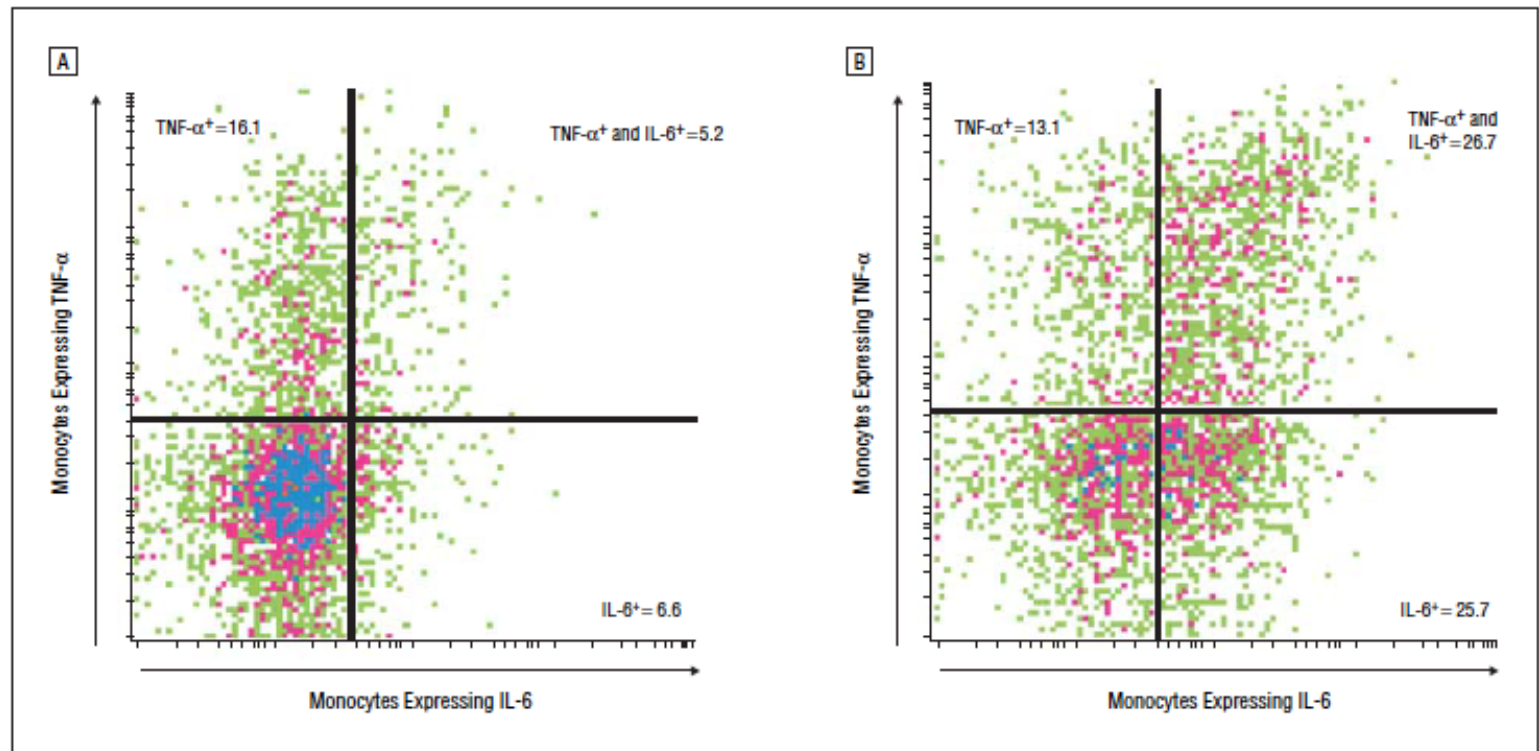 A
TNF-α⁺=16.1
TNF-α⁺ and IL-6⁺=5.2
Monocytes Expressing TNF-α
IL-6⁺= 6.6
Monocytes Expressing IL-6
B
TNF-α⁺=13.1
TNF-α⁺ and
IL-6⁺=26.7
Monocytes Expressing TNF-α
IL-6⁺= 25.7
Monocytes Expressing IL-6